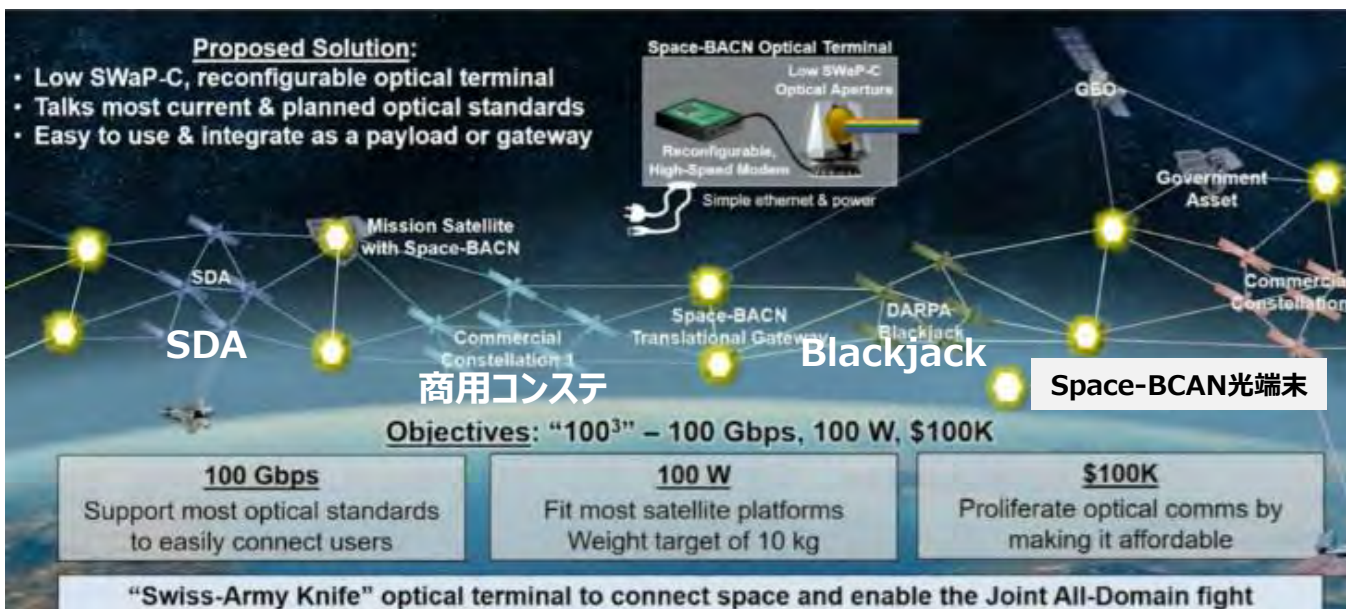 Proposed Solution:
• Low SWaP-C, reconfigurable optical terminal
• Talks most current & planned optical standards
• Easy to use & integrate as a payload or gateway
Space-BACN Optical Terminal
Low SWaP-C
Optical Aperture
Reconfigurable,
High-Speed Modem
Simple ethernet & power
GEO
Government
Asset
Mission Satellite
with Space-BACN
SDA
SDA
Commercial
Constellation 1
商用コンステ
Space-BACN
Translational Gateway
DARPA
Blackjack
Blackjack
Commercial
Constellation
Space-BCAN光端末
Objectives: “100³” – 100 Gbps, 100 W, $100K
100 Gbps
Support most optical standards
to easily connect users
100 W
Fit most satellite platforms
Weight target of 10 kg
$100K
Proliferate optical comms by
making it affordable
“Swiss-Army Knife” optical terminal to connect space and enable the Joint All-Domain fight